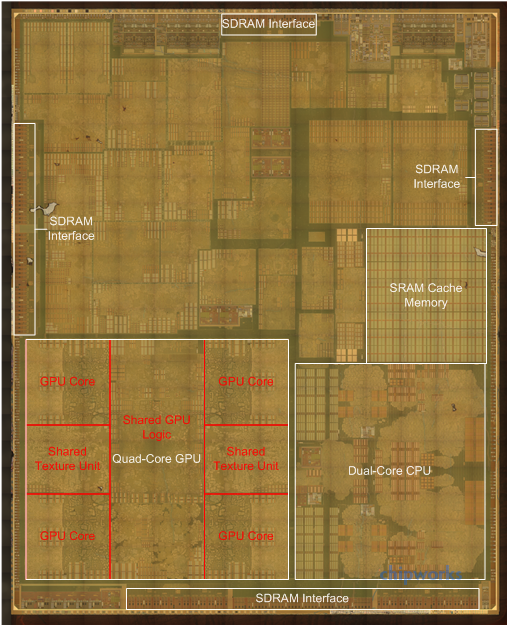 SDRAM Interface
SDRAM
Interface
SDRAM
Interface
SRAM Cache
Memory
GPU Core
GPU Core
Shared GPU
Logic
Shared
Texture Unit
Quad-Core GPU
Shared
Texture Unit
Dual-Core CPU
GPU Core
GPU Core
chipworks
SDRAM Interface